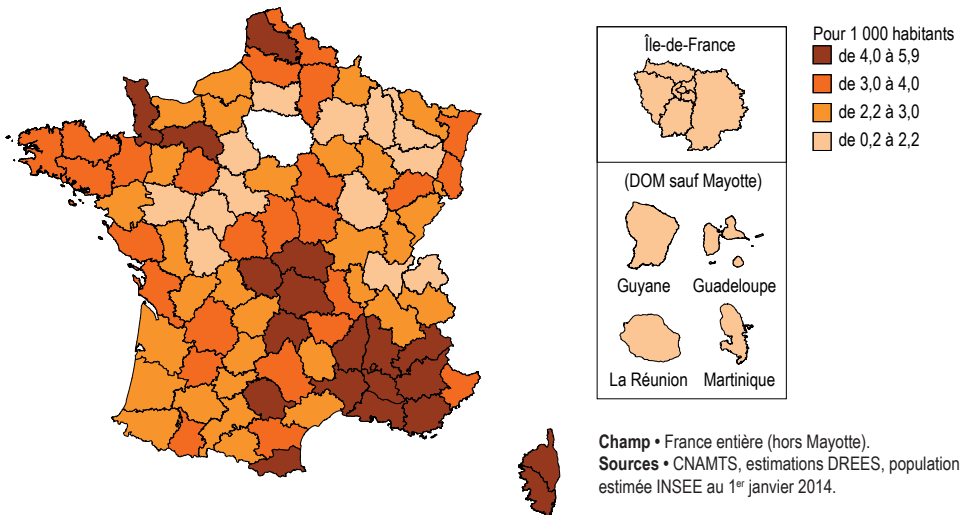 Île-de-France
(DOM sauf Mayotte)
Guyane
Guadeloupe
La Réunion
Martinique
Pour 1 000 habitants
de 4,0 à 5,9
de 3,0 à 4,0
de 2,2 à 3,0
de 0,2 à 2,2
Champ • France entière (hors Mayotte).
Sources • CNAMTS, estimations DREES, population
estimée INSEE au 1er janvier 2014.